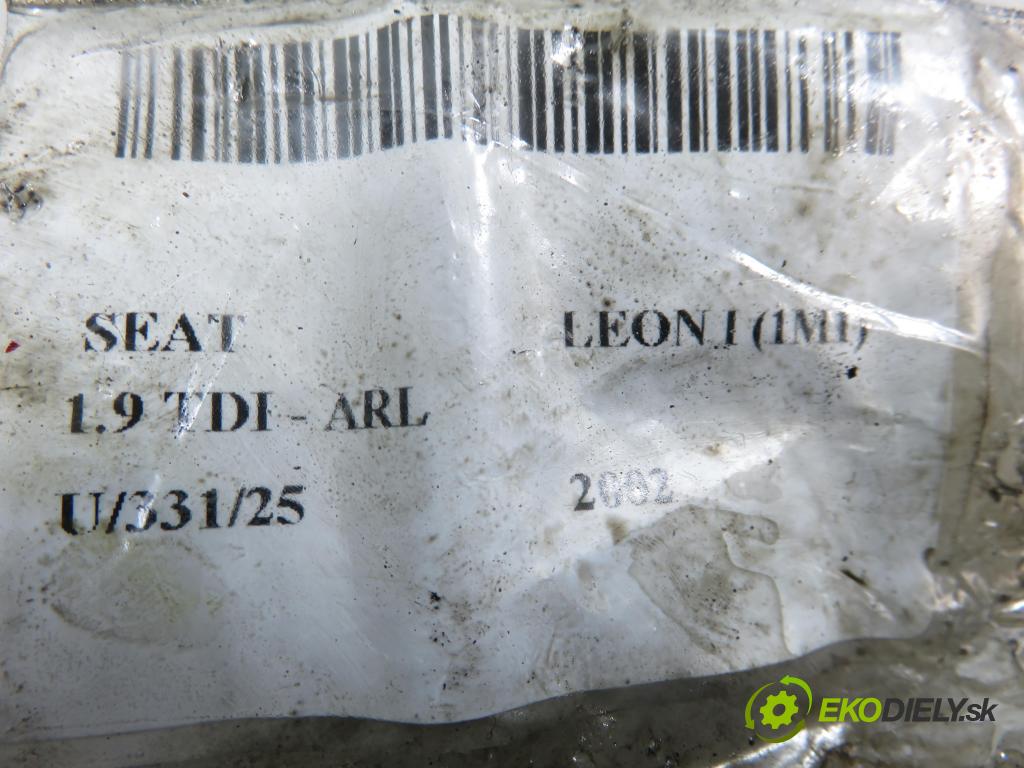 SEAT LEON I (1M1)
1.9 TDI - ARL
U/331/25 2002
EKODIELY.sk